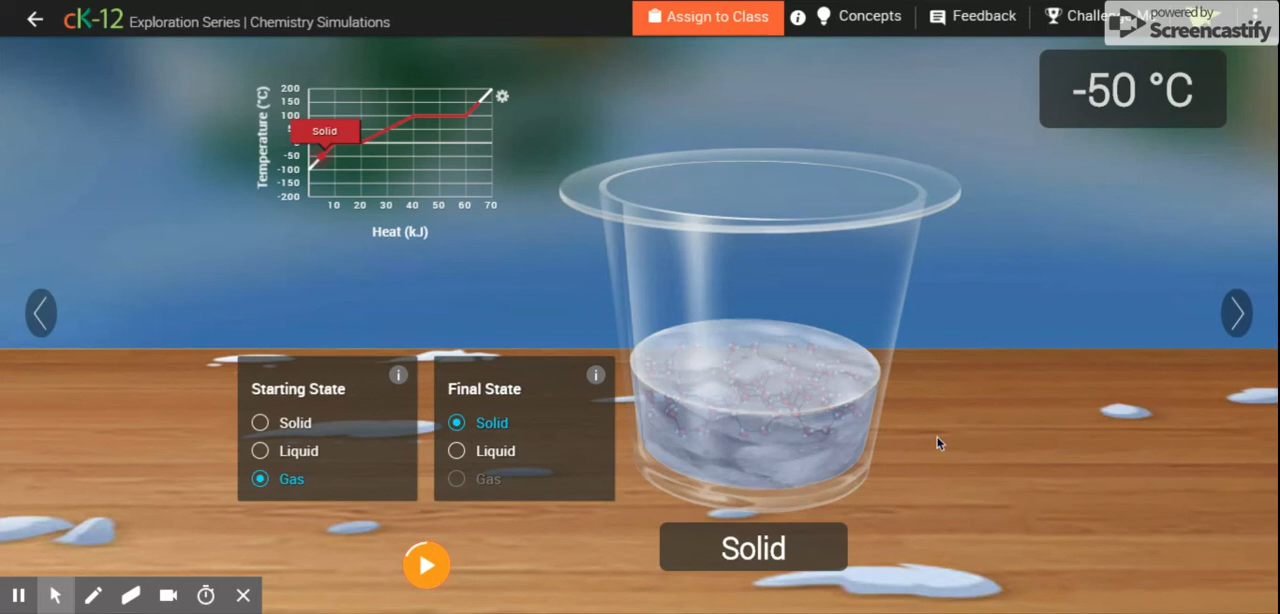 cK-12 Exploration Series | Chemistry Simulations
Assign to Class
Concepts
Feedback
powered by
Screencastify
-50 °C
Temperature (°C)
200
150
100
-50
-100
-150
-200
Solid
10 20 30 40 50 60 70
Heat (kJ)
Starting State
Solid
Liquid
Gas
Final State
Solid
Liquid
Gas
Solid